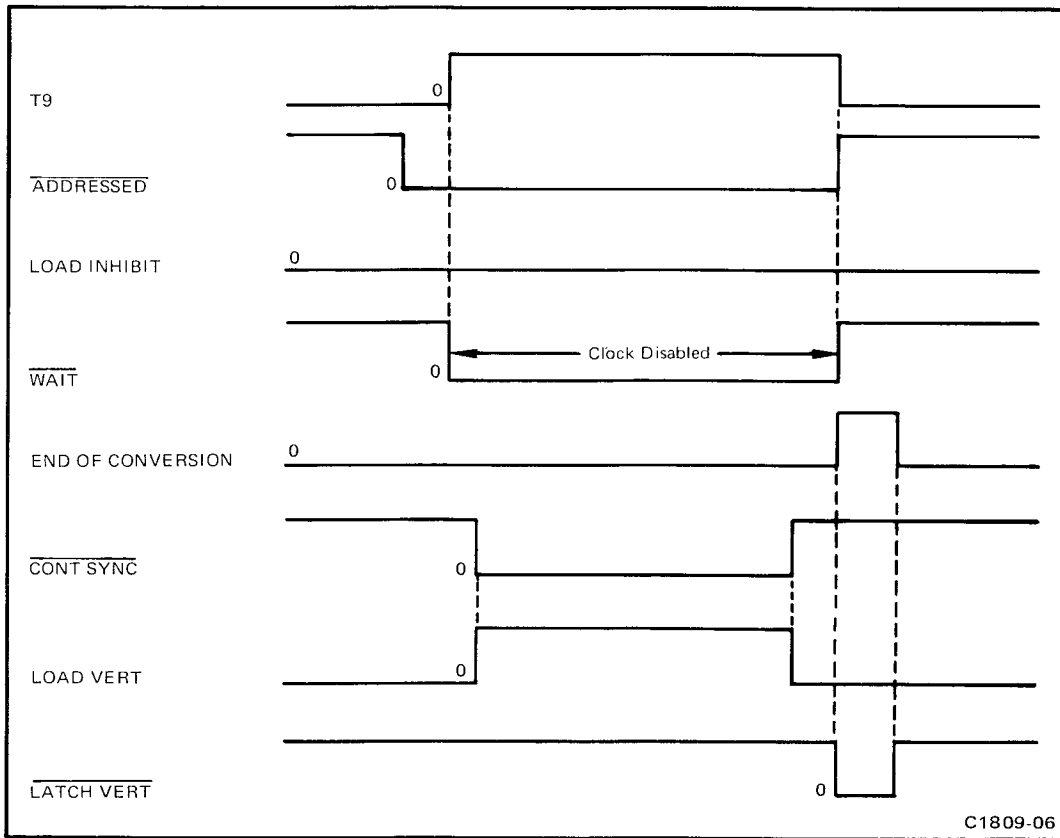 0
T9
0
ADDRESSED
0
LOAD INHIBIT
Clock Disabled
0
WAIT
0
END OF CONVERSION
0
CONT SYNC
0
LOAD VERT
0
LATCH VERT
C1809-06